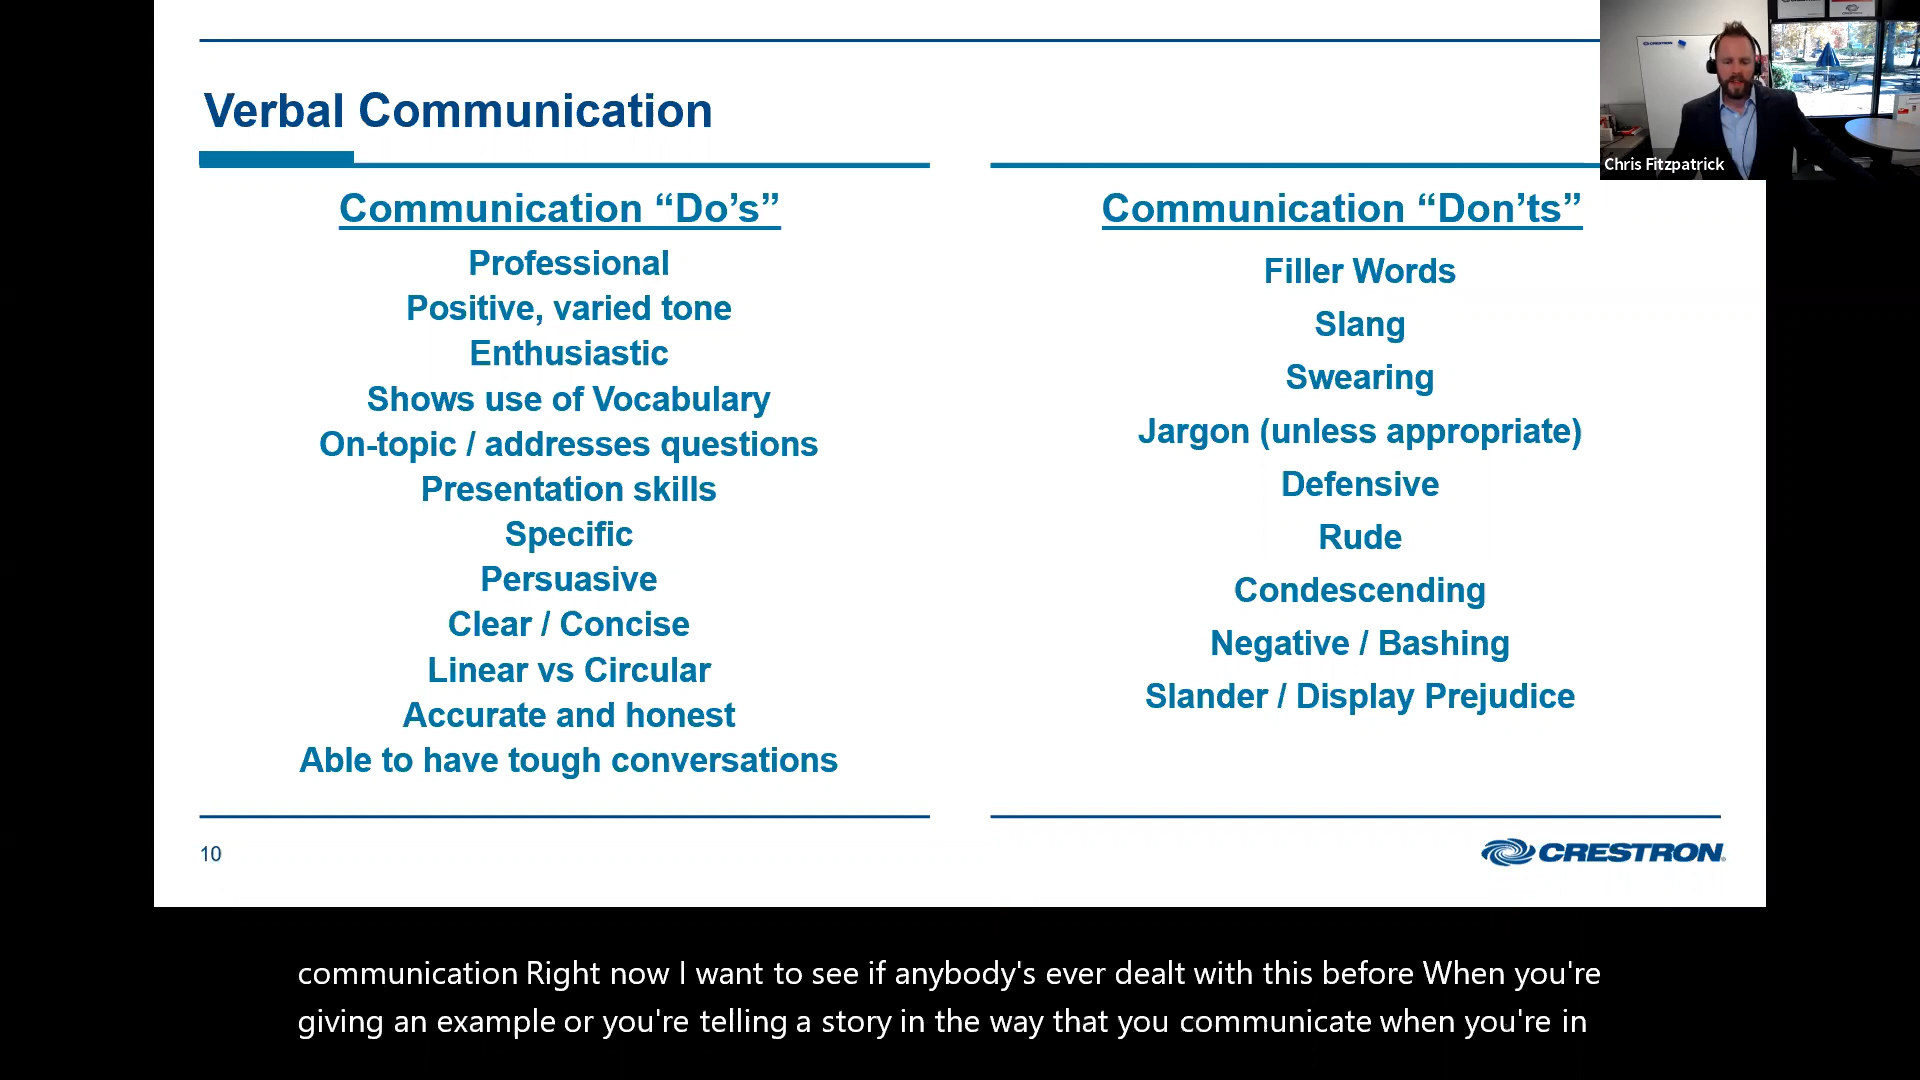 Verbal Communication
Communication “Do’s”
Professional
Positive, varied tone
Enthusiastic
Shows use of Vocabulary
On-topic / addresses questions
Presentation skills
Specific
Persuasive
Clear / Concise
Linear vs Circular
Accurate and honest
Able to have tough conversations
Communication “Don’ts”
Filler Words
Slang
Swearing
Jargon (unless appropriate)
Defensive
Rude
Condescending
Negative / Bashing
Slander / Display Prejudice
10
CRESTRON
CRESTRON
Chris Fitzpatrick
communication Right now I want to see if anybody's ever dealt with this before When you're
giving an example or you're telling a story in the way that you communicate when you're in